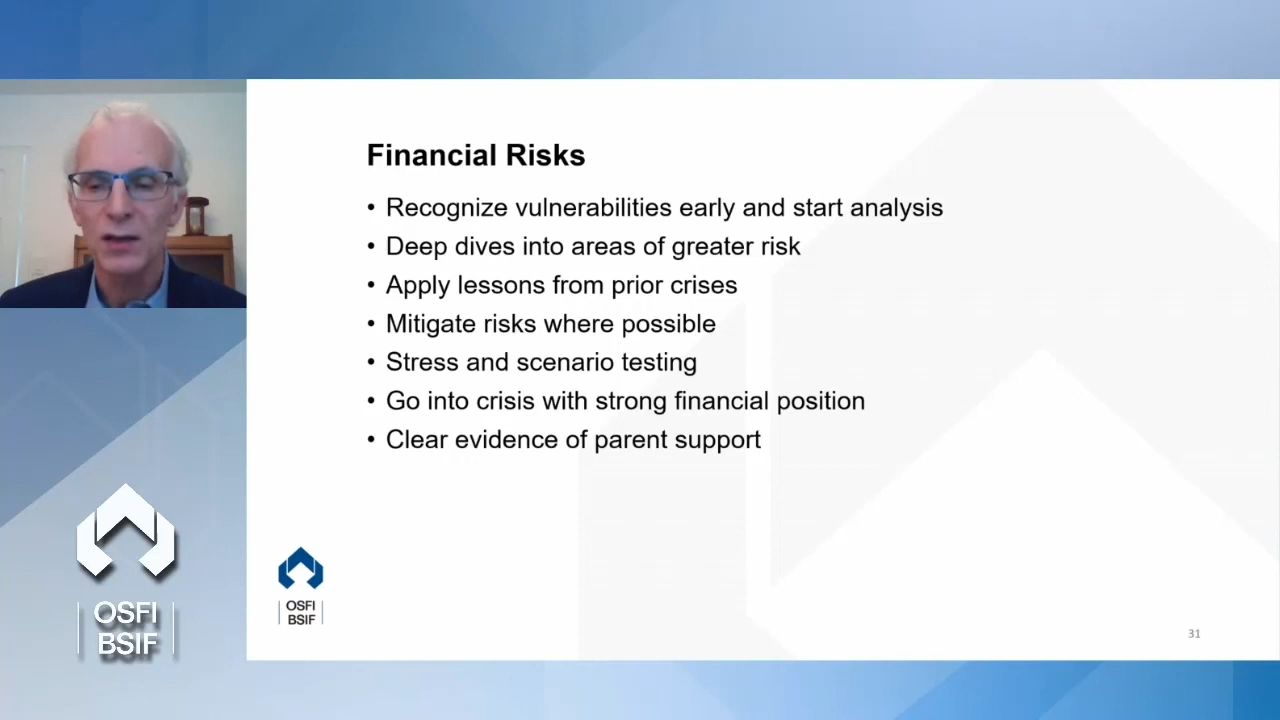 Financial Risks
• Recognize vulnerabilities early and start analysis
• Deep dives into areas of greater risk
• Apply lessons from prior crises
• Mitigate risks where possible
• Stress and scenario testing
• Go into crisis with strong financial position
• Clear evidence of parent support
OSFI
BSIF
OSFI
BSIF
31